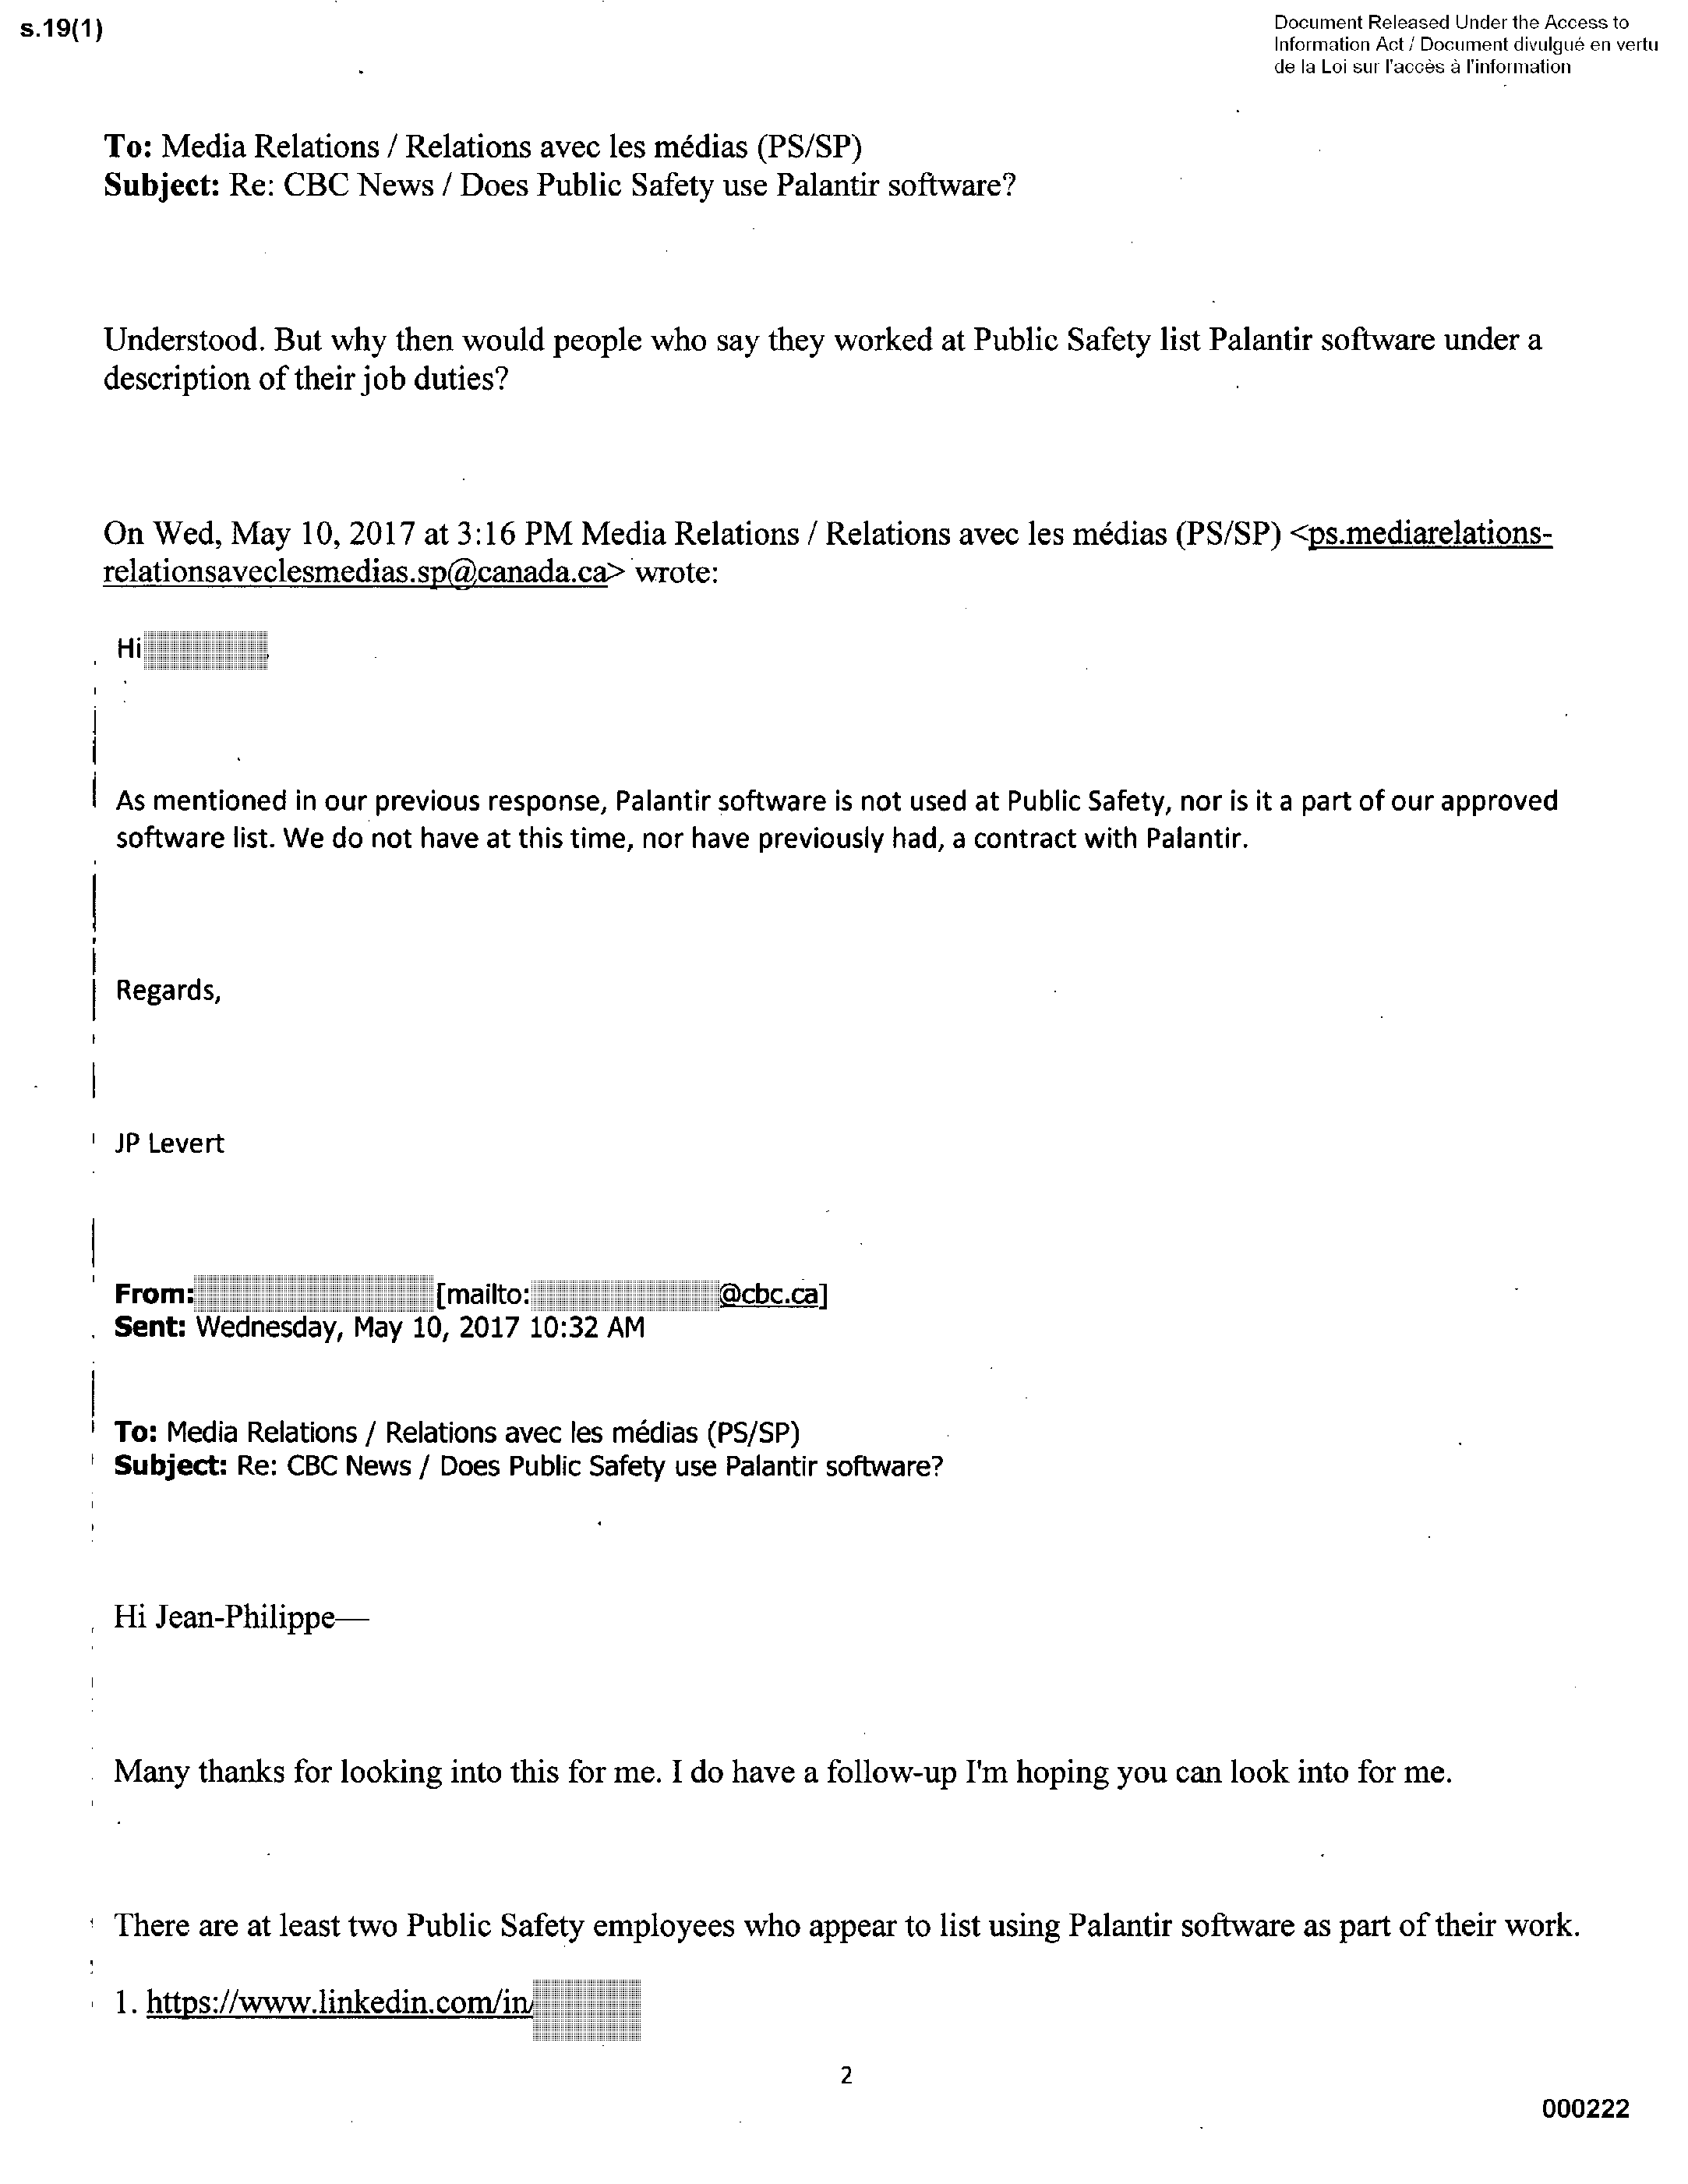 s.19(1)
Document Released Under the Access to
Information Act / Document divulgué en vertu
de la Loi sur l'accès à l'information
To: Media Relations / Relations avec les médias (PS/SP)
Subject: Re: CBC News / Does Public Safety use Palantir software?
Understood. But why then would people who say they worked at Public Safety list Palantir software under a
description of their job duties?
On Wed, May 10, 2017 at 3:16 PM Media Relations / Relations avec les médias (PS/SP) <ps.mediarelations-
relationsaveclesmedias.sp@canada.ca> wrote:
Hi
As mentioned in our previous response, Palantir software is not used at Public Safety, nor is it a part of our approved
software list. We do not have at this time, nor have previously had, a contract with Palantir.
Regards,
JP Levert
From: [mailto: @cbc.ca]
Sent: Wednesday, May 10, 2017 10:32 AM
To: Media Relations / Relations avec les médias (PS/SP)
Subject: Re: CBC News / Does Public Safety use Palantir software?
Hi Jean-Philippe—
Many thanks for looking into this for me. I do have a follow-up I'm hoping you can look into for me.
There are at least two Public Safety employees who appear to list using Palantir software as part of their work.
1. https://www.linkedin.com/in/
2
000222